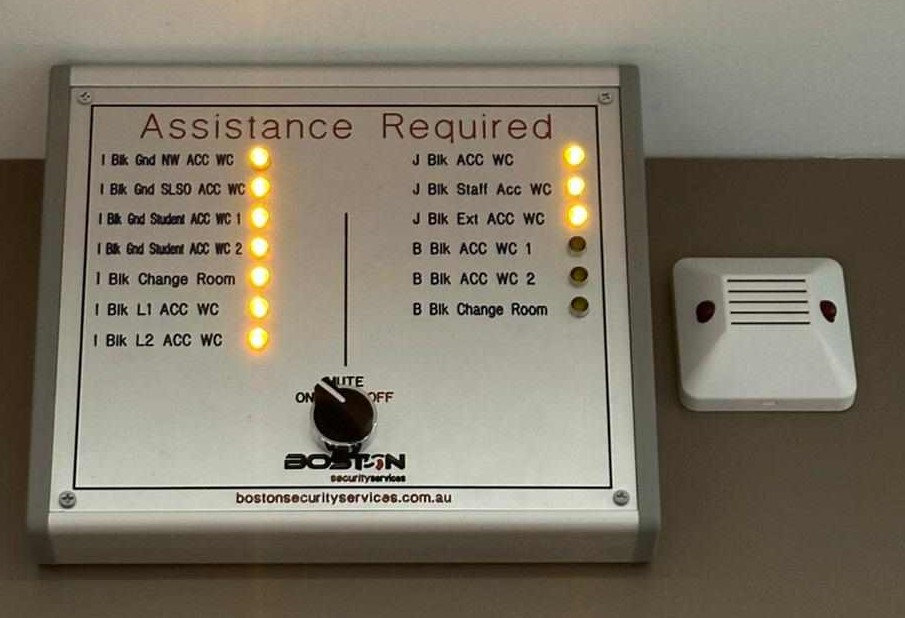 Assistance Required
I Blk Gnd NW ACC WC
I Blk Gnd SLSO ACC WC
I Blk Gnd Student ACC WC 1
I Blk Gnd Student ACC WC 2
I Blk Change Room
I Blk L1 ACC WC
I Blk L2 ACC WC
J Blk ACC WC
J Blk Staff Acc WC
J Blk Ext ACC WC
B Blk ACC WC 1
B Blk ACC WC 2
B Blk Change Room
MUTE
ON OFF
BOSTON
securityservices
bostonsecurityservices.com.au